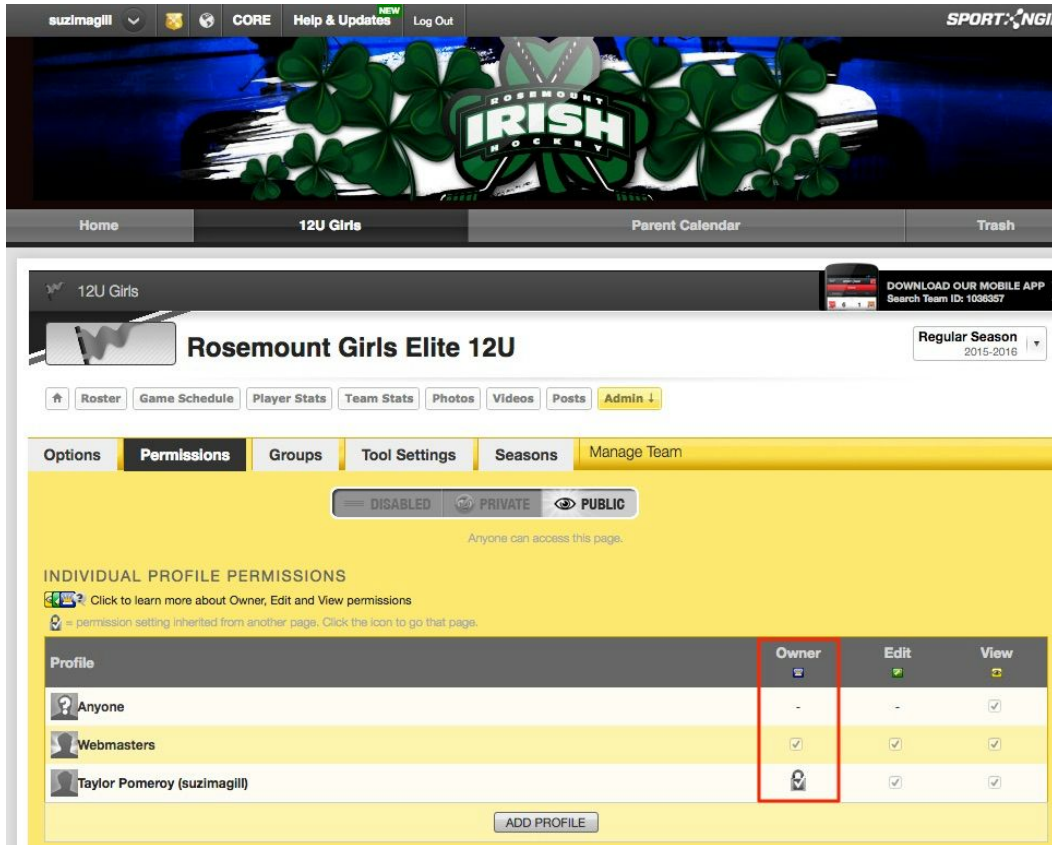 suzimagill CORE Help & Updates NEW Log Out SPORT NGI
ROSEMOUNT
IRISH
HOCKEY
Home 12U Girls Parent Calendar Trash
12U Girls
DOWNLOAD OUR MOBILE APP
Search Team ID: 1036357
Rosemount Girls Elite 12U
Regular Season
2015-2016
Roster Game Schedule Player Stats Team Stats Photos Videos Posts Admin ↓
Options Permissions Groups Tool Settings Seasons Manage Team
DISABLED PRIVATE PUBLIC
Anyone can access this page.
INDIVIDUAL PROFILE PERMISSIONS
Click to learn more about Owner, Edit and View permissions
= permission setting inherited from another page. Click the icon to go that page.
Profile Owner Edit View
Anyone - -
Webmasters
Taylor Pomeroy (suzimagill)
ADD PROFILE